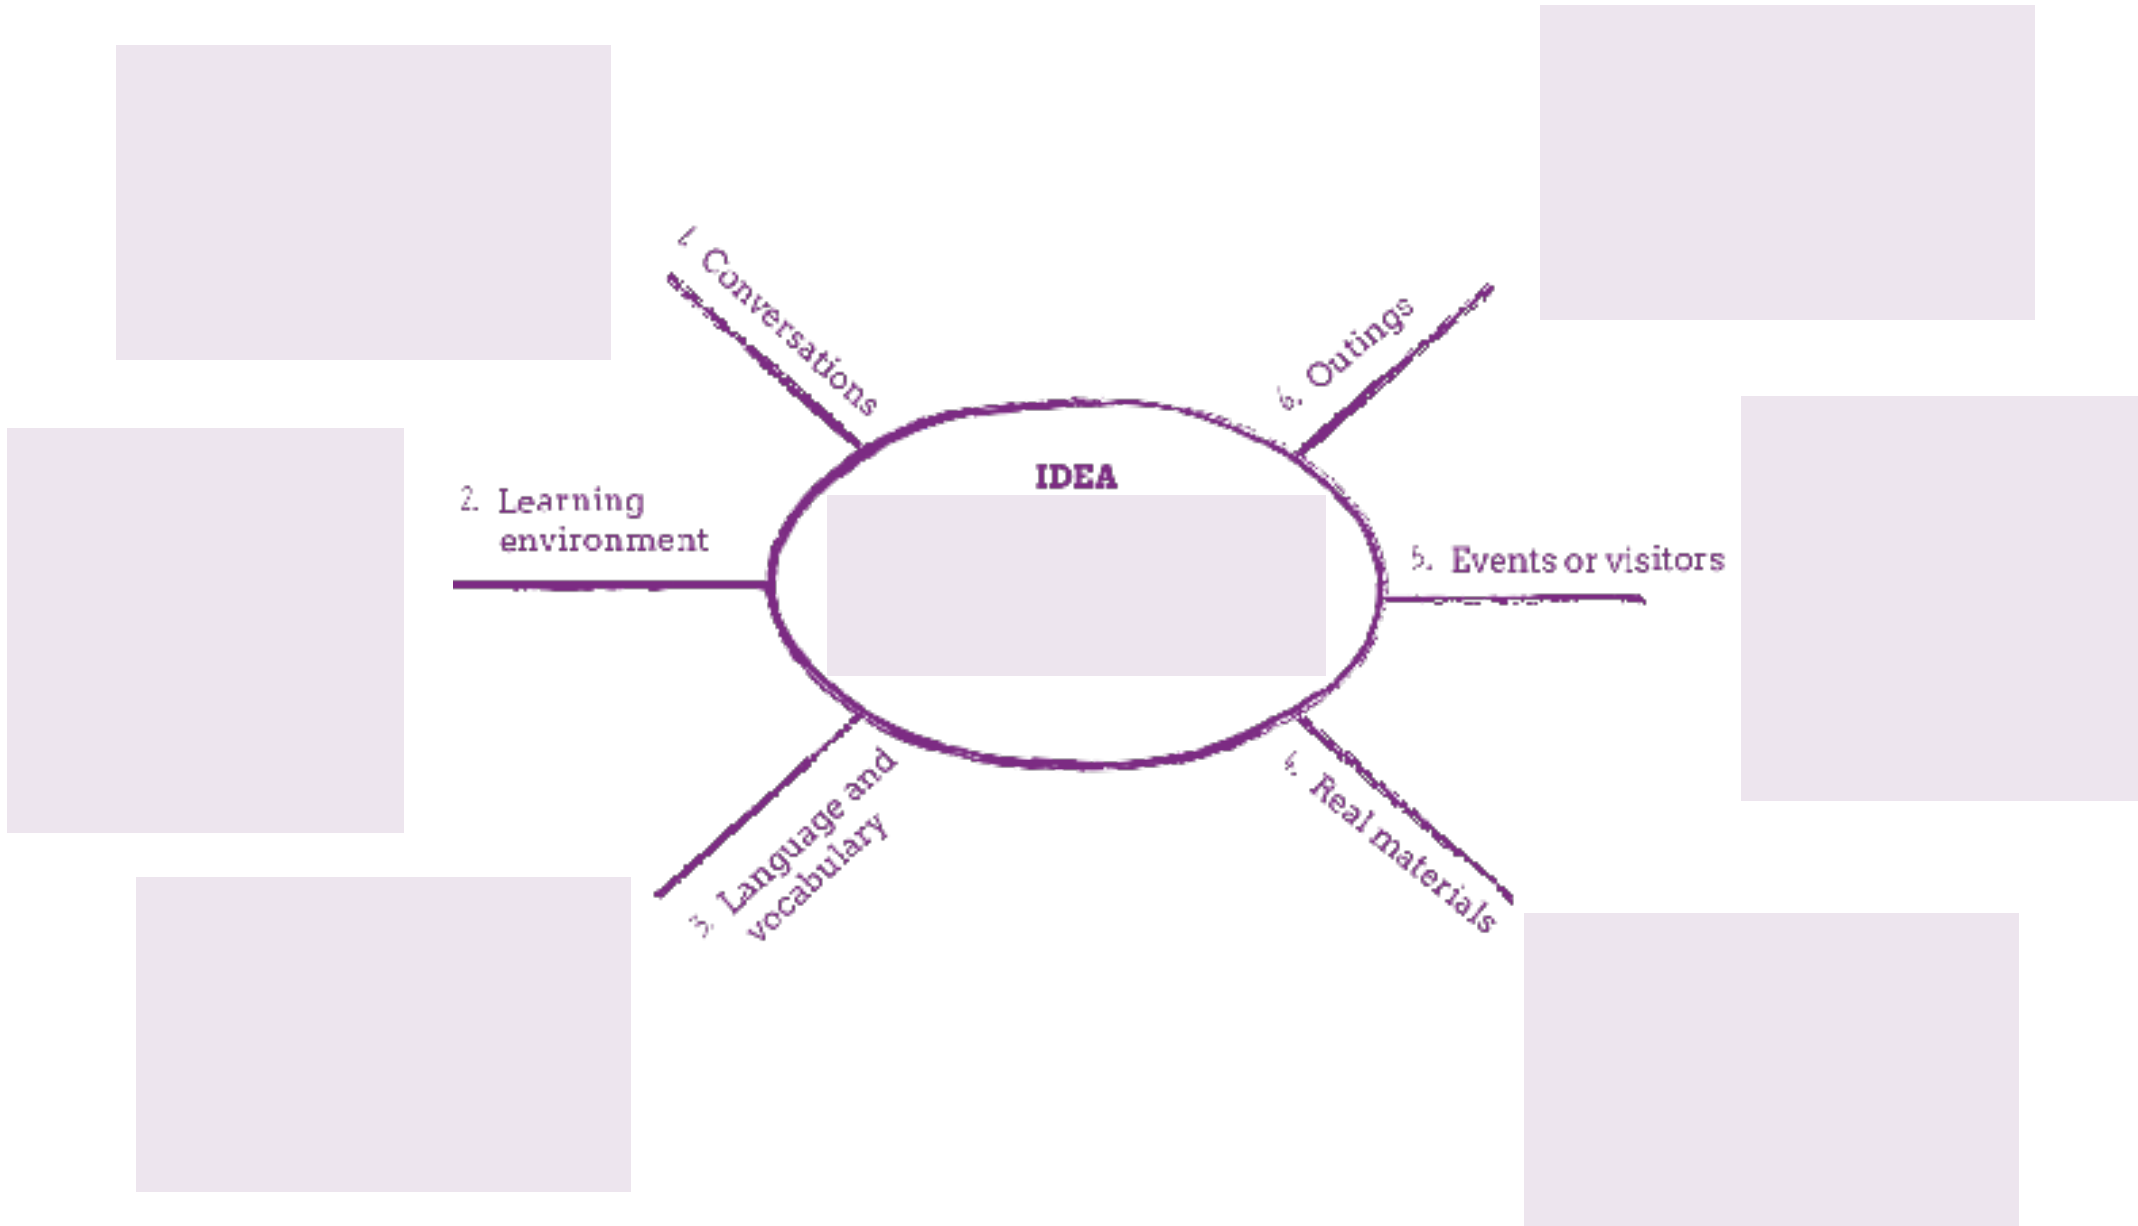 1. Conversations
6. Outings
IDEA
2. Learning
environment
5. Events or visitors
3. Language and
vocabulary
4. Real materials